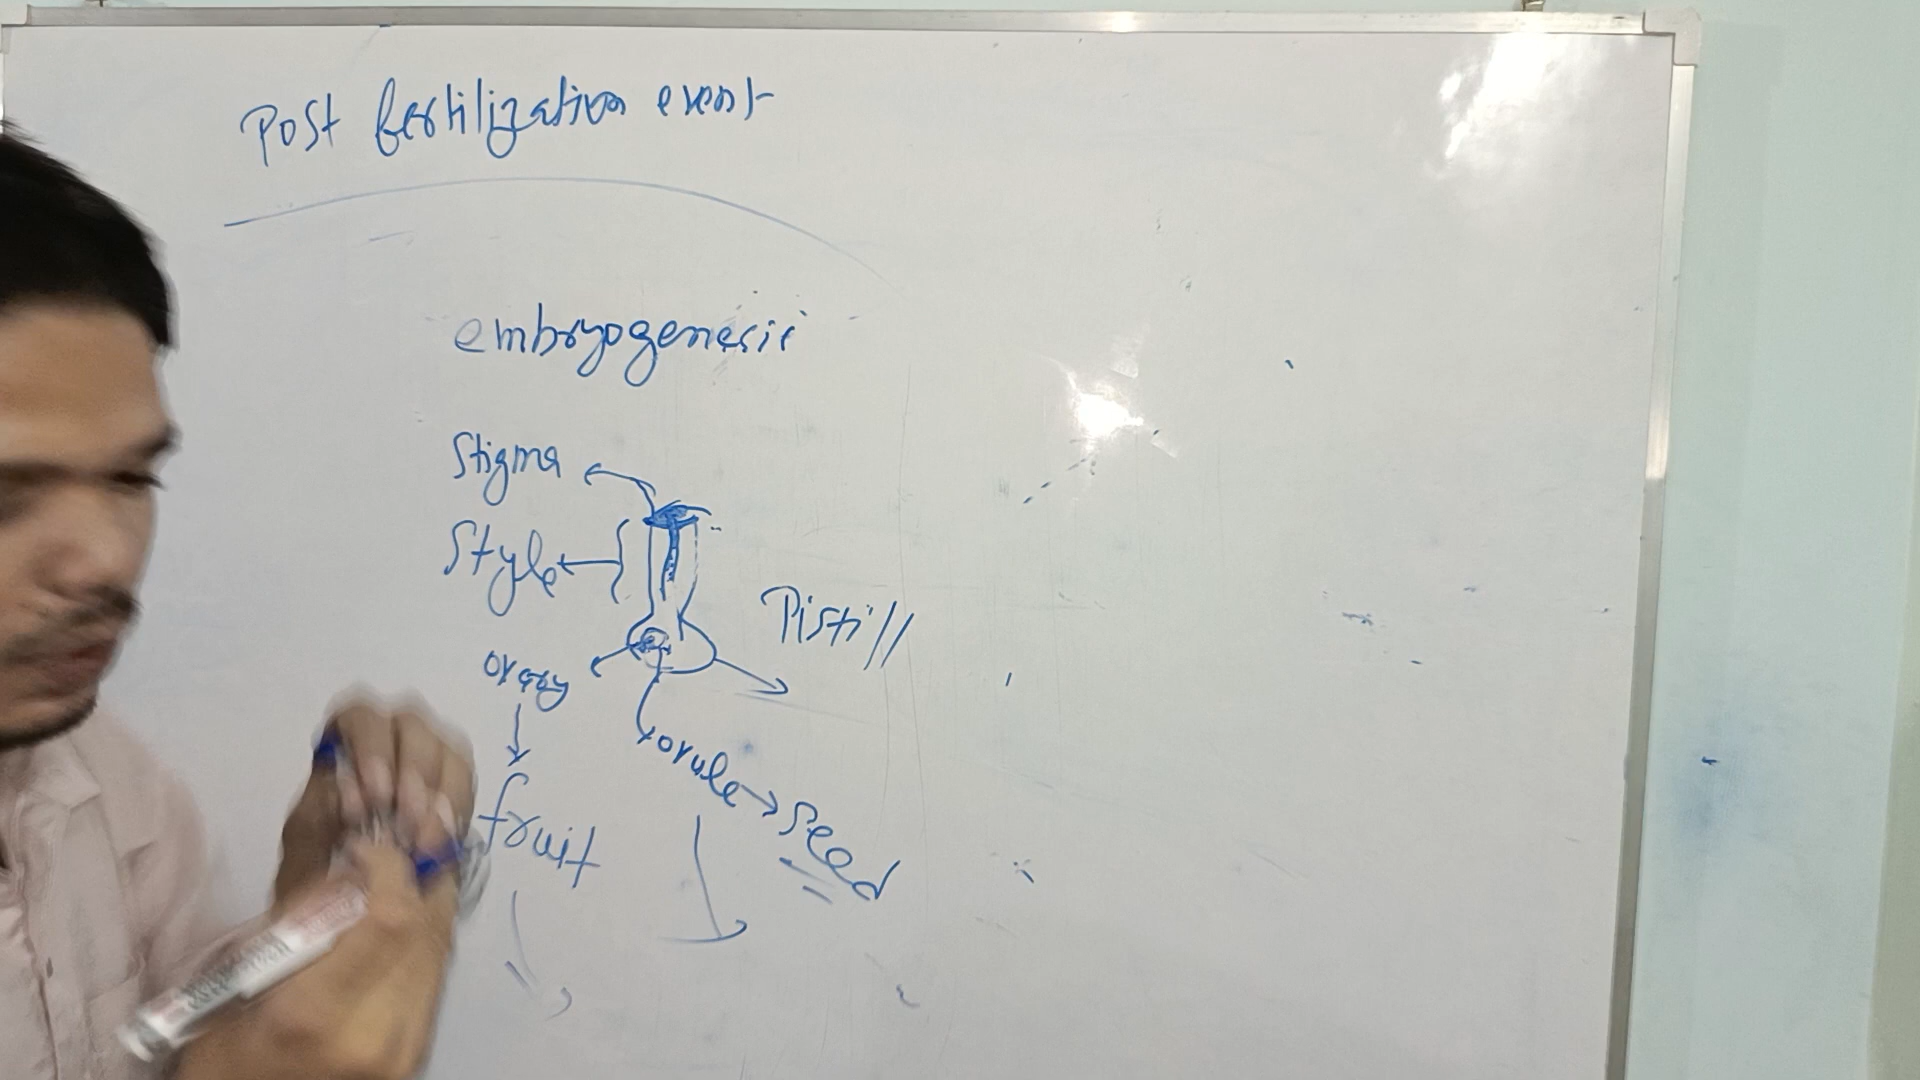 Post fertilization event
embryogenesis
Stigma
Style
Pistill
ovary
ovule → seed
fruit